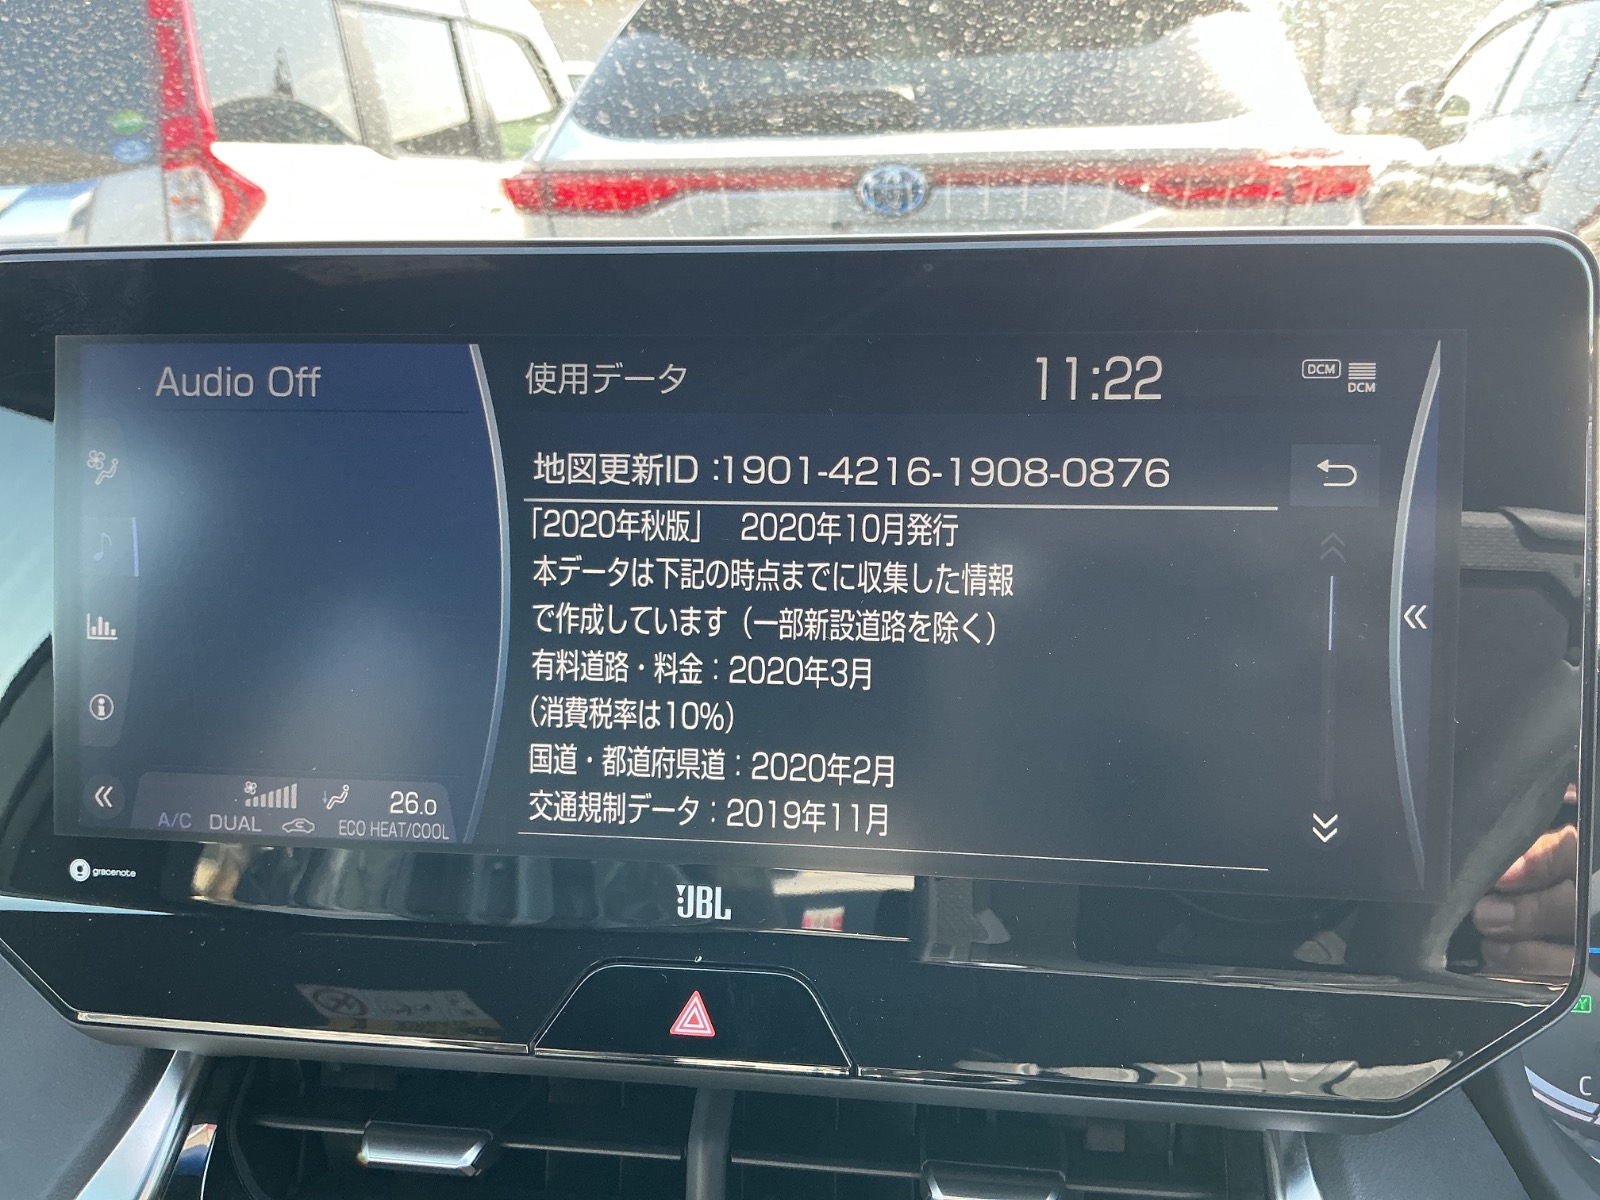 Audio Off
使用データ
11:22
DCM
DCM
地図更新ID :1901-4216-1908-0876
「2020年秋版」 2020年10月発行
本データは下記の時点までに収集した情報
で作成しています（一部新設道路を除く）
有料道路・料金：2020年3月
（消費税率は10%）
国道・都道府県道：2020年2月
交通規制データ：2019年11月
26.0
A/C DUAL ECO HEAT/COOL
gracenote
JBL
C